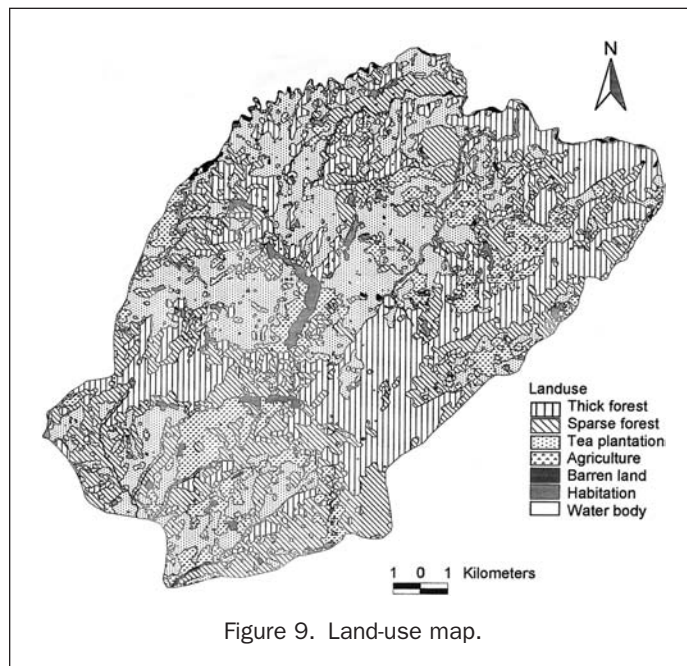 N
Landuse
Thick forest
Sparse forest
Tea plantation
Agriculture
Barren land
Habitation
Water body
1 0 1 Kilometers
Figure 9. Land-use map.